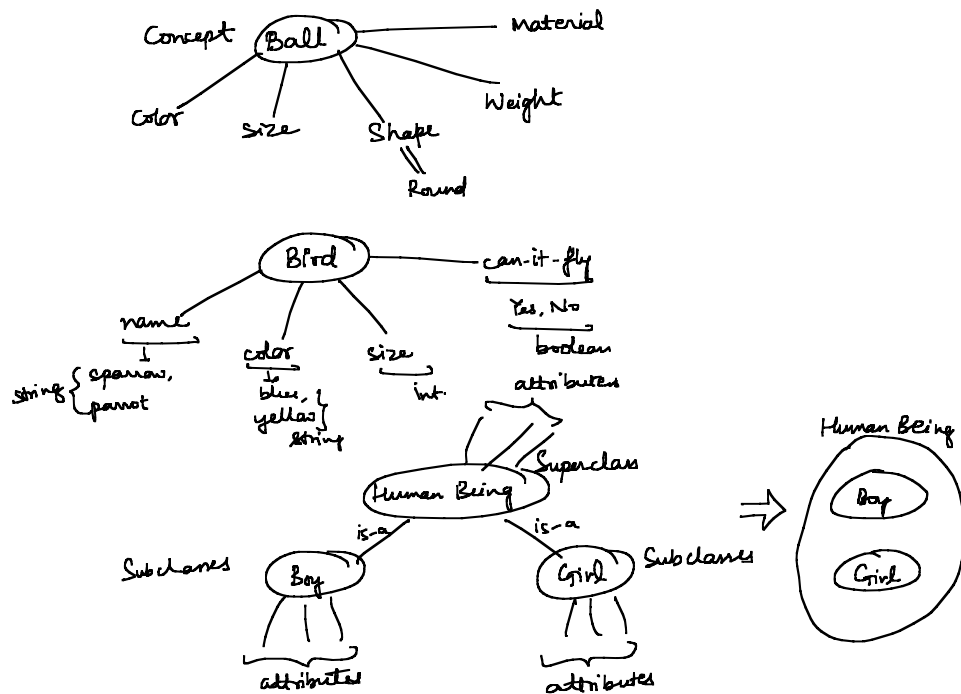 Concept
Ball
Material
Color
Size
Shape
Weight
Round
Bird
can-it-fly
Yes, No
boolean
name
color
size
string { sparrow,
parrot
blue,
yellow }
string
int.
attributes
Superclass
Human Being
is-a
is-a
Subclasses
Boy
Girl
Subclasses
attributes
attributes
⇒
Human Being
Boy
Girl